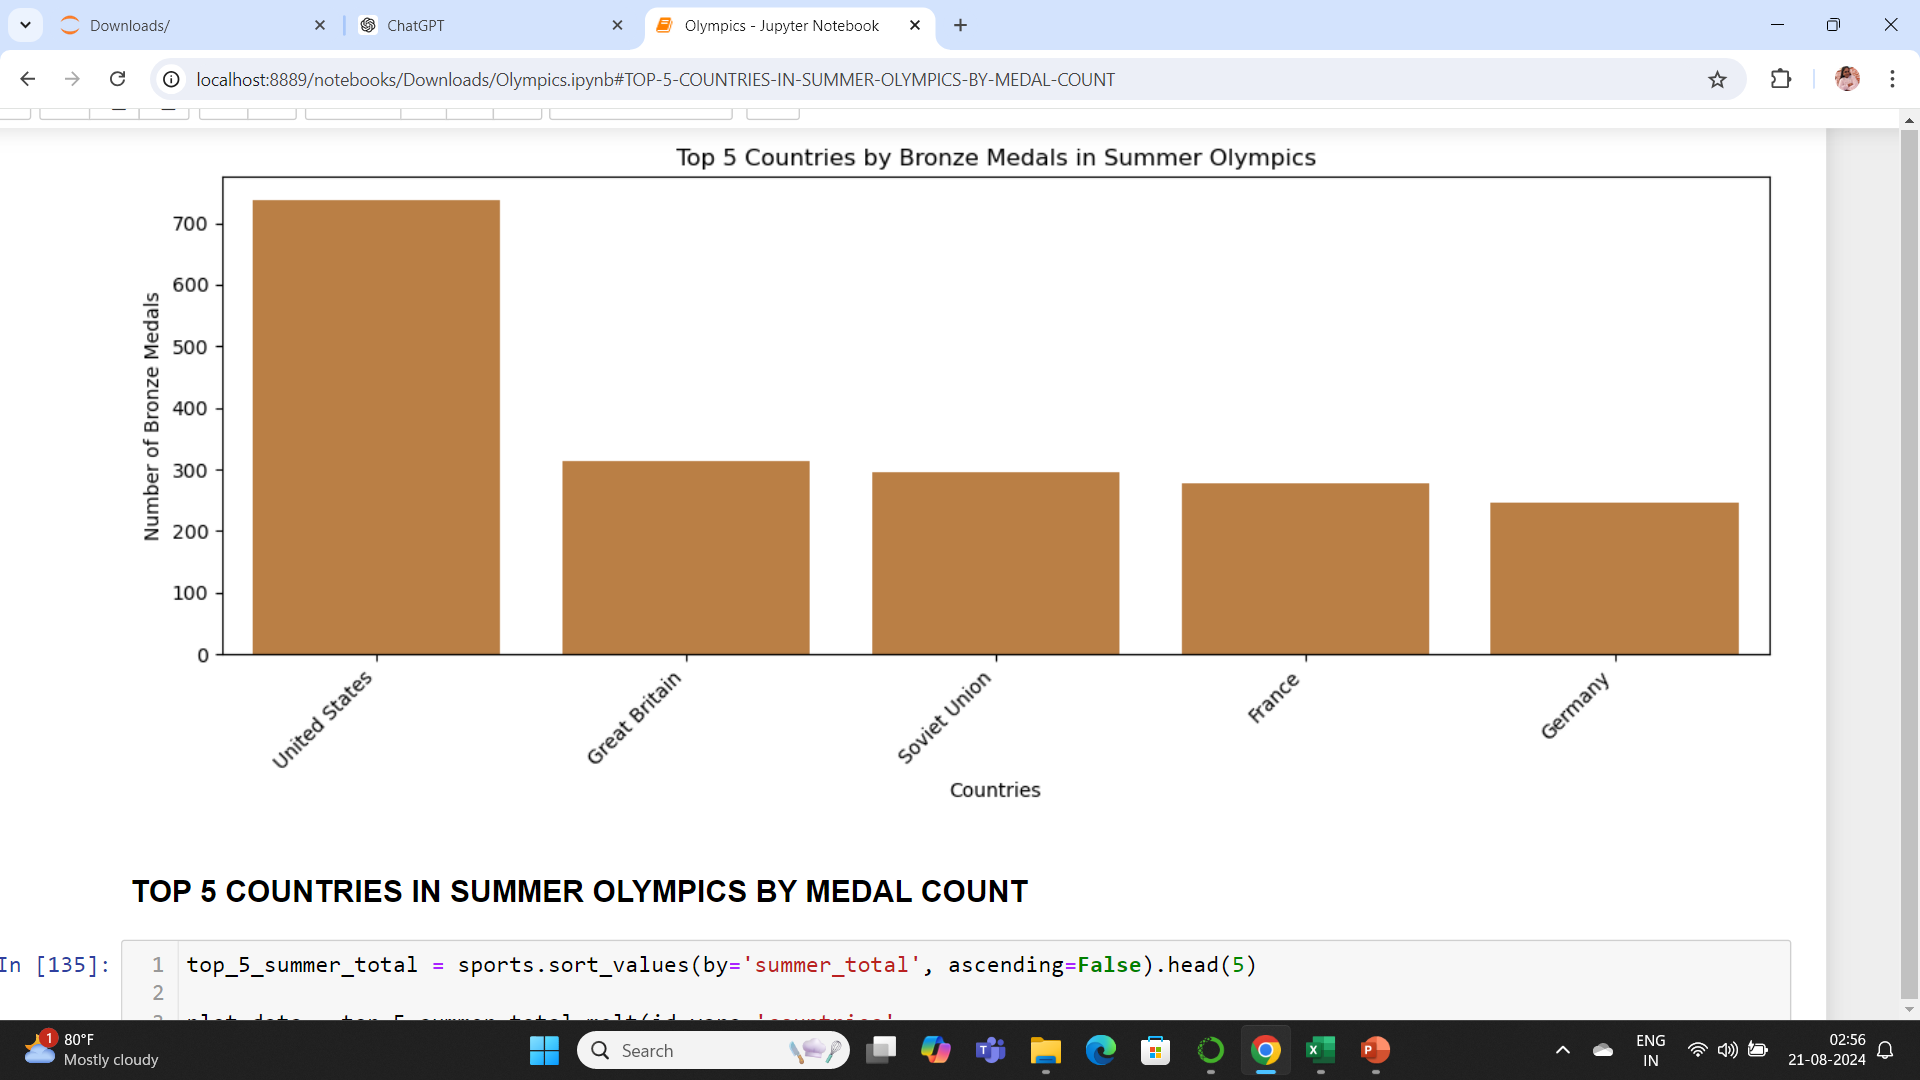 Downloads/
ChatGPT
Olympics - Jupyter Notebook
localhost:8889/notebooks/Downloads/Olympics.ipynb#TOP-5-COUNTRIES-IN-SUMMER-OLYMPICS-BY-MEDAL-COUNT
Top 5 Countries by Bronze Medals in Summer Olympics
Number of Bronze Medals
700
600
500
400
300
200
100
0
United States
Great Britain
Soviet Union
France
Germany
Countries
TOP 5 COUNTRIES IN SUMMER OLYMPICS BY MEDAL COUNT
In [135]:
1 top_5_summer_total = sports.sort_values(by='summer_total', ascending=False).head(5)
2
1
80°F
Mostly cloudy
Search
ENG
IN
02:56
21-08-2024